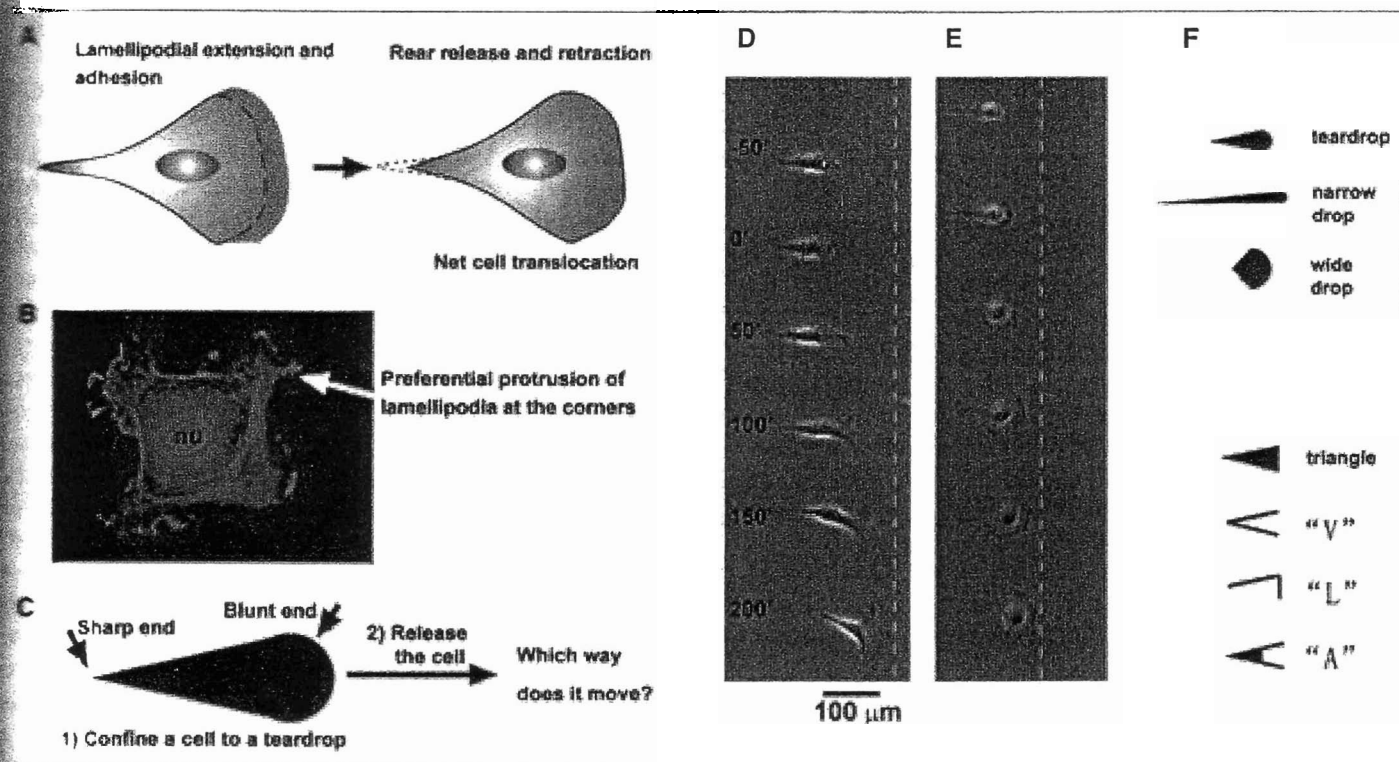 A
Lamellipodial extension and
adhesion
Rear release and retraction
Net cell translocation
B
nu
Preferential protrusion of
lamellipodia at the corners
C
Sharp end
Blunt end
2) Release
the cell
Which way
does it move?
1) Confine a cell to a teardrop
D
-50'
0'
50'
100'
150'
200'
100 μm
E
F
teardrop
narrow
drop
wide
drop
triangle
“V”
“L”
“A”